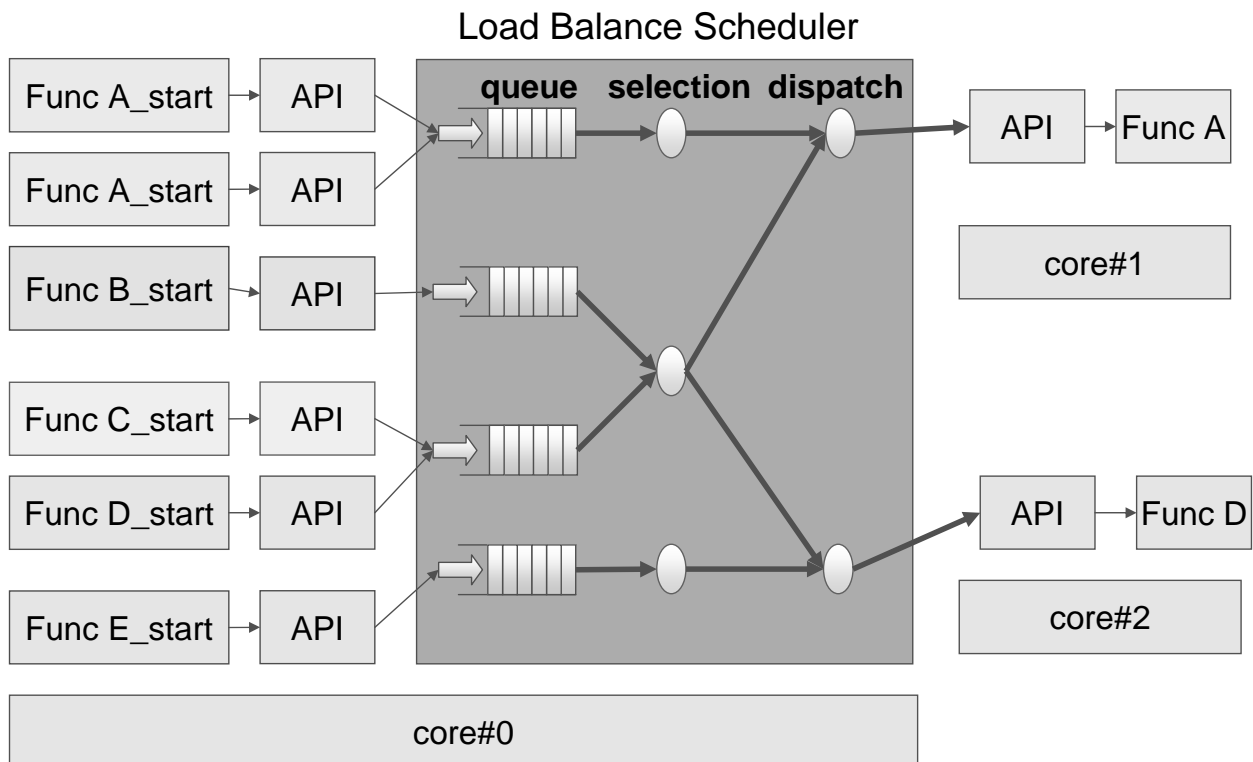 Load Balance Scheduler
queue selection dispatch
Func A_start
API
Func A_start
API
Func B_start
API
Func C_start
API
Func D_start
API
Func E_start
API
API
Func A
core#1
API
Func D
core#2
core#0